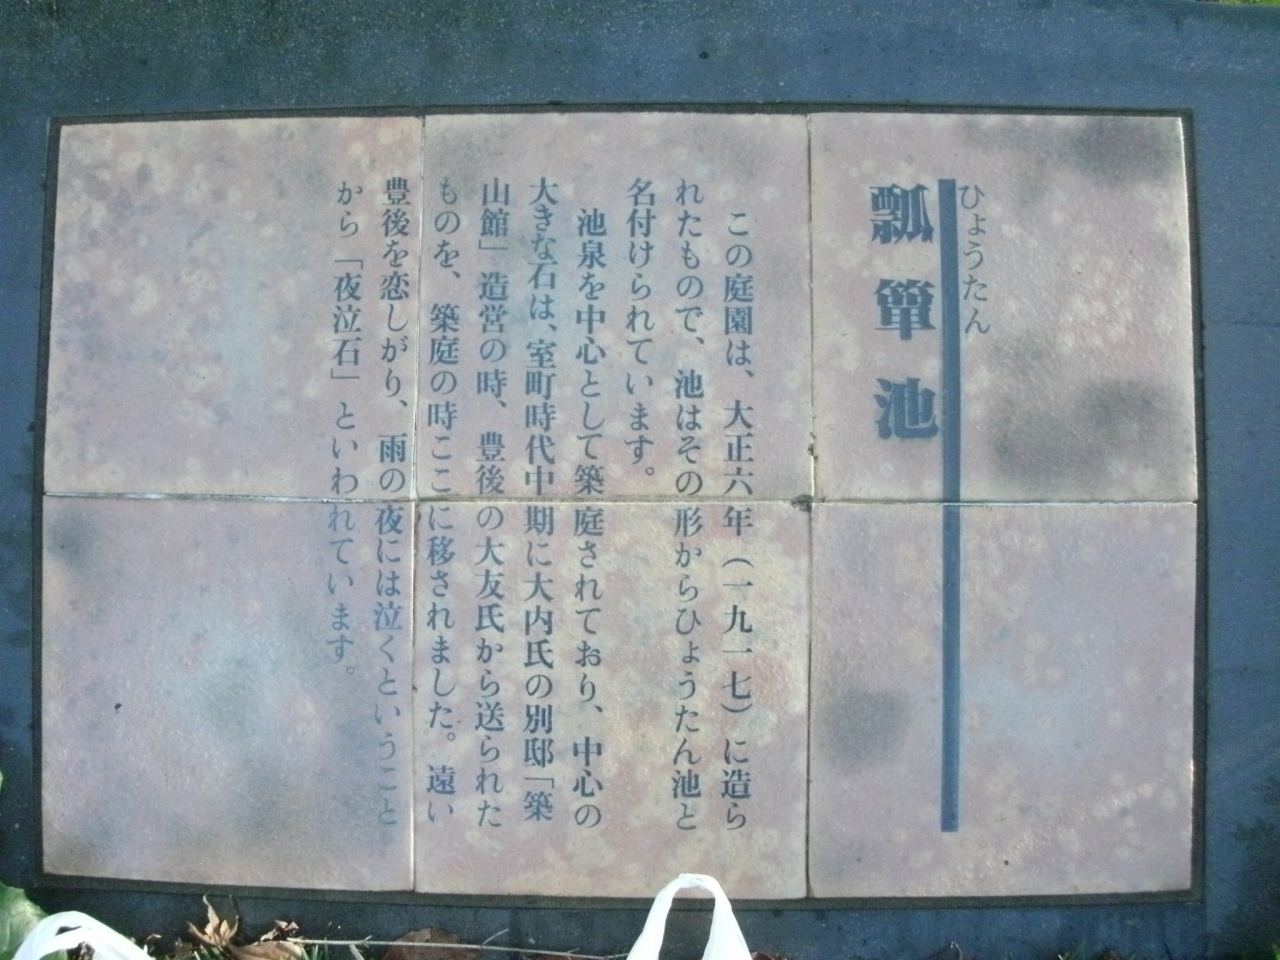 ひょうたん
瓢簞池
この庭園は、大正六年（一九一七）に造ら
れたもので、池はその形からひょうたん池と
名付けられています。
池泉を中心として築庭されており、中心の
大きな石は、室町時代中期に大内氏の別邸「築
山館」造営の時、豊後の大友氏から送られた
ものを、築庭の時ここに移されました。遠い
豊後を恋しがり、雨の夜には泣くということ
から「夜泣石」といわれています。